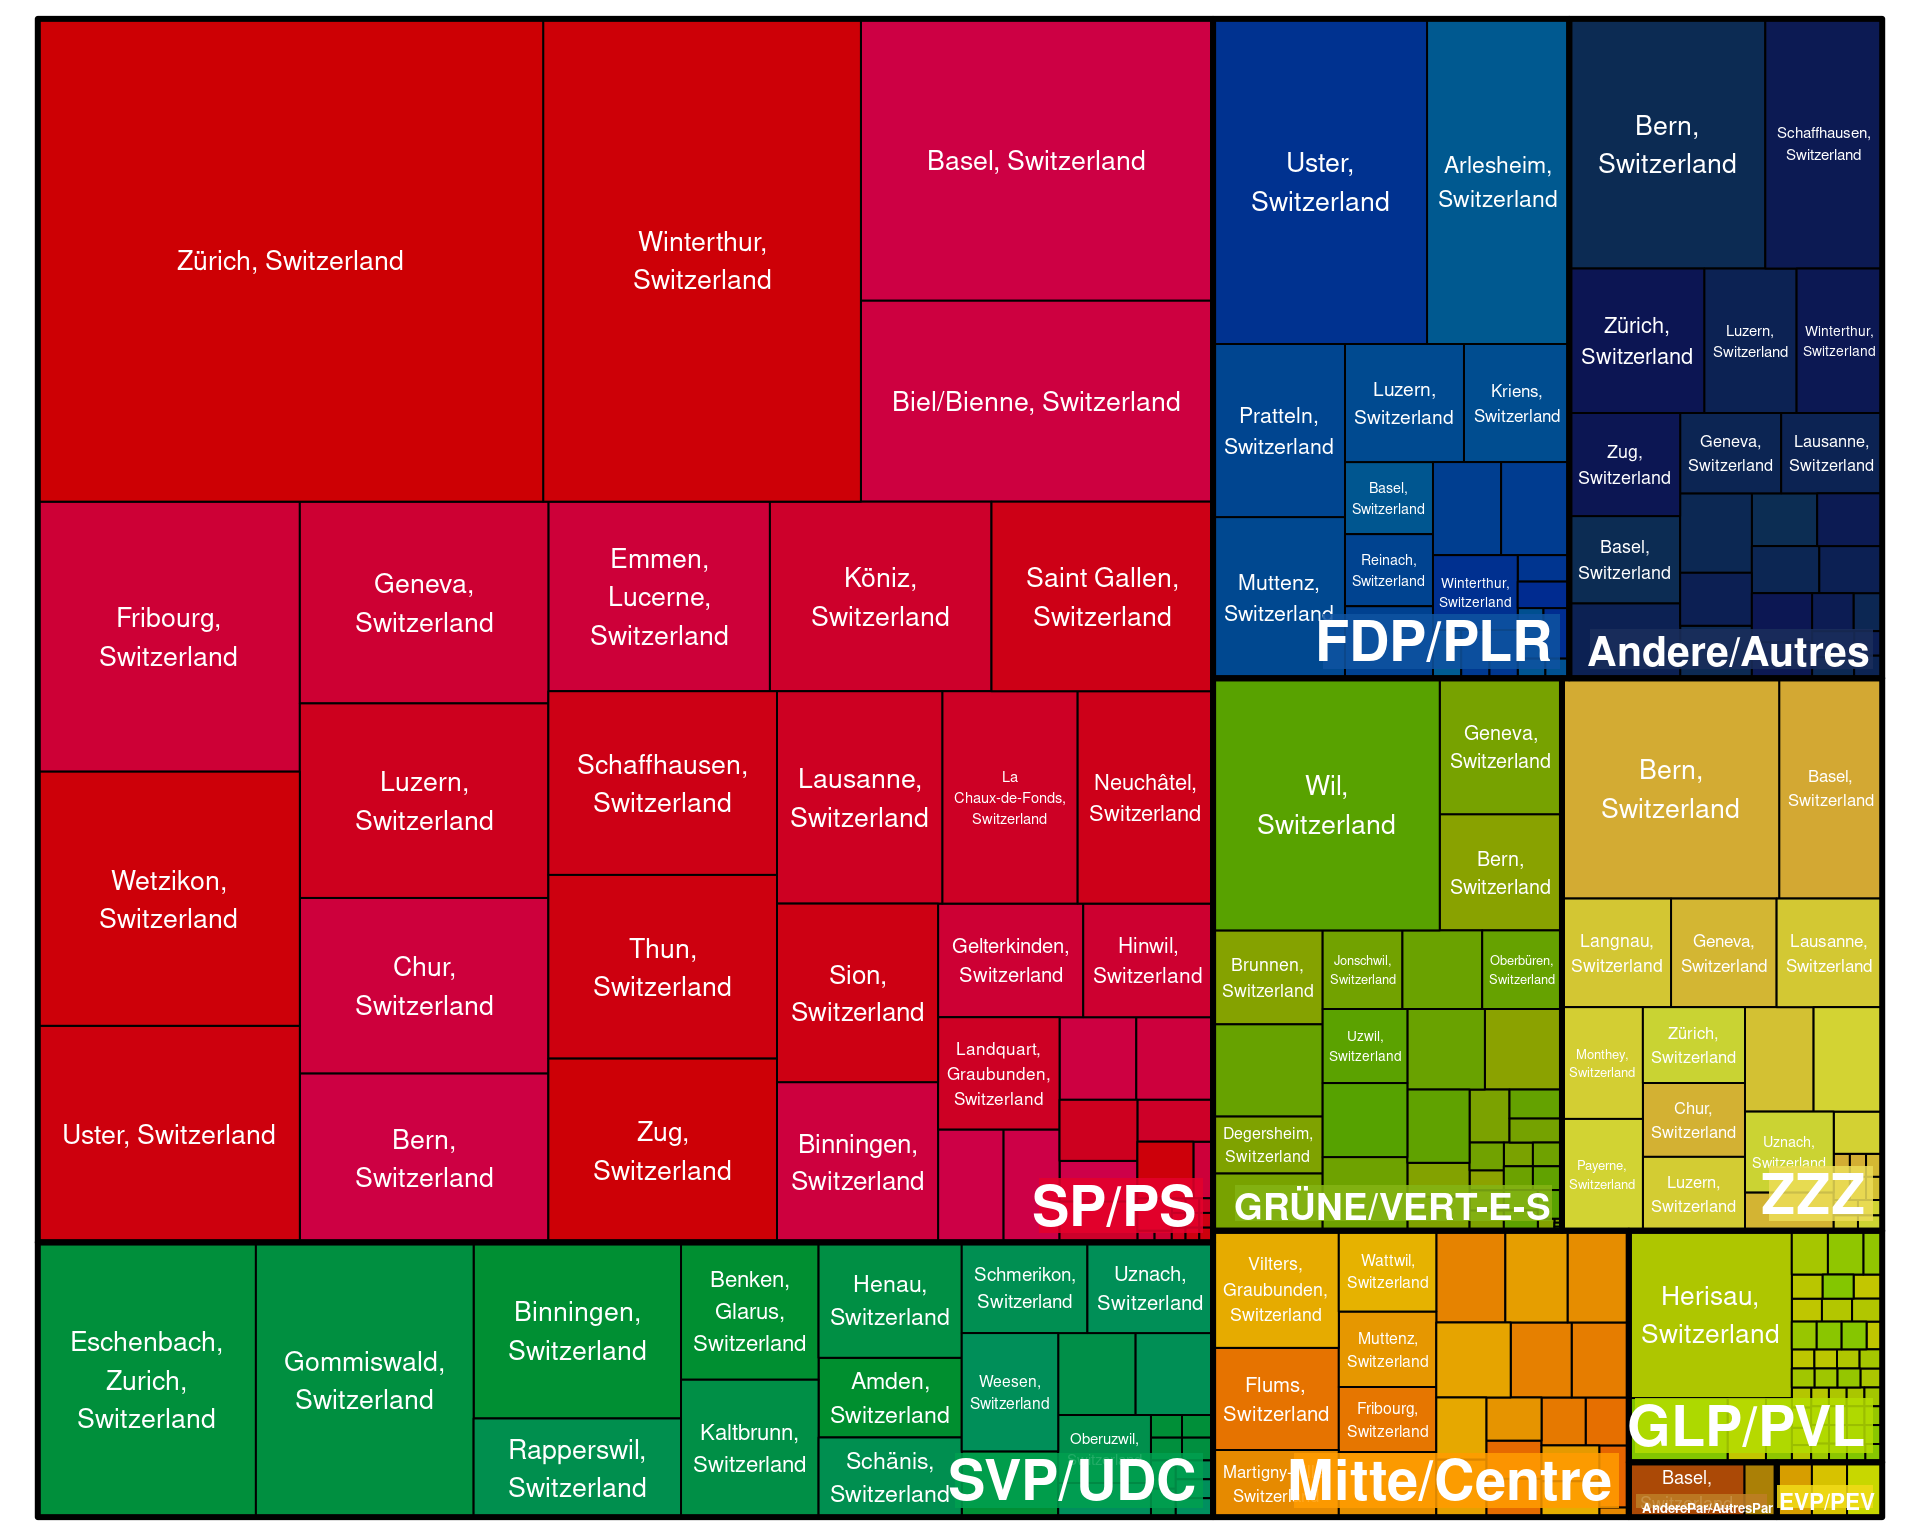 Zürich, Switzerland
Winterthur,
Switzerland
Basel, Switzerland
Biel/Bienne, Switzerland
Fribourg,
Switzerland
Geneva,
Switzerland
Emmen,
Lucerne,
Switzerland
Köniz,
Switzerland
Saint Gallen,
Switzerland
Wetzikon,
Switzerland
Luzern,
Switzerland
Schaffhausen,
Switzerland
Lausanne,
Switzerland
La
Chaux-de-Fonds,
Switzerland
Neuchâtel,
Switzerland
Chur,
Switzerland
Thun,
Switzerland
Sion,
Switzerland
Gelterkinden,
Switzerland
Hinwil,
Switzerland
Landquart,
Graubunden,
Switzerland
Uster, Switzerland
Bern,
Switzerland
Zug,
Switzerland
Binningen,
Switzerland
SP/PS
Eschenbach,
Zurich,
Switzerland
Gommiswald,
Switzerland
Binningen,
Switzerland
Rapperswil,
Switzerland
Benken,
Glarus,
Switzerland
Kaltbrunn,
Switzerland
Henau,
Switzerland
Amden,
Switzerland
Schänis,
Switzerland
Schmerikon,
Switzerland
Uznach,
Switzerland
Weesen,
Switzerland
Oberuzwil,
SVP/UDC
Uster,
Switzerland
Arlesheim,
Switzerland
Pratteln,
Switzerland
Luzern,
Switzerland
Kriens,
Switzerland
Basel,
Switzerland
Reinach,
Switzerland
Winterthur,
Switzerland
Muttenz,
Switzerland
FDP/PLR
Bern,
Switzerland
Schaffhausen,
Switzerland
Zürich,
Switzerland
Luzern,
Switzerland
Winterthur,
Switzerland
Zug,
Switzerland
Geneva,
Switzerland
Lausanne,
Switzerland
Basel,
Switzerland
Andere/Autres
Wil,
Switzerland
Geneva,
Switzerland
Bern,
Switzerland
Brunnen,
Switzerland
Jonschwil,
Switzerland
Oberbüren,
Switzerland
Uzwil,
Switzerland
Degersheim,
Switzerland
GRÜNE/VERT-E-S
Bern,
Switzerland
Basel,
Switzerland
Langnau,
Switzerland
Geneva,
Switzerland
Lausanne,
Switzerland
Monthey,
Switzerland
Zürich,
Switzerland
Chur,
Switzerland
Payerne,
Switzerland
Luzern,
Switzerland
Uznach,
Switzerland
ZZZ
Vilters,
Graubunden,
Switzerland
Wattwil,
Switzerland
Muttenz,
Switzerland
Flums,
Switzerland
Fribourg,
Switzerland
Martigny-
Mitte/Centre
Herisau,
Switzerland
GLP/PVL
Basel,
AnderePar/AutresPar
EVP/PEV